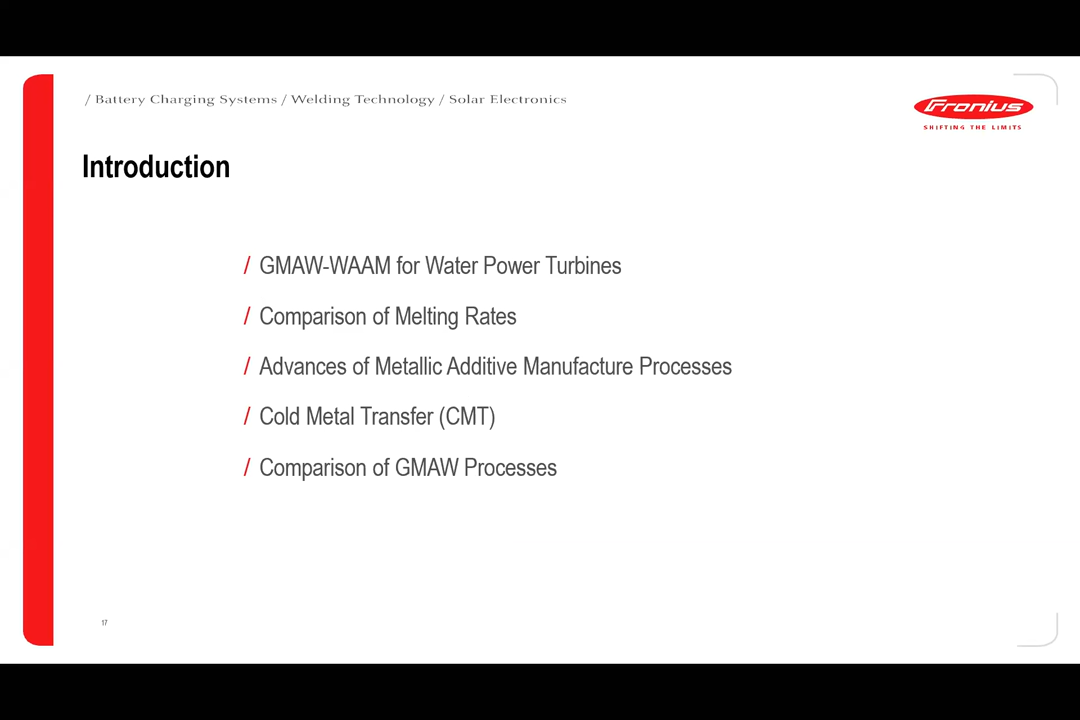 / Battery Charging Systems / Welding Technology / Solar Electronics
Fronius
SHIFTING THE LIMITS
Introduction
/ GMAW-WAAM for Water Power Turbines
/ Comparison of Melting Rates
/ Advances of Metallic Additive Manufacture Processes
/ Cold Metal Transfer (CMT)
/ Comparison of GMAW Processes
17